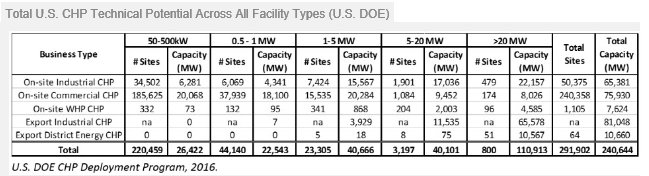 Total U.S. CHP Technical Potential Across All Facility Types (U.S. DOE)
Business Type 50-500kW 0.5 - 1 MW 1-5 MW 5-20 MW >20 MW Total Sites Total Capacity (MW)
# Sites Capacity (MW) # Sites Capacity (MW) # Sites Capacity (MW) # Sites Capacity (MW) # Sites Capacity (MW)
On-site Industrial CHP 34,502 6,281 6,069 4,341 7,424 15,567 1,901 17,036 479 22,157 50,375 65,381
On-site Commercial CHP 185,625 20,068 37,939 18,100 15,535 20,284 1,084 9,452 174 8,026 240,358 75,930
On-site WHP CHP 332 73 132 95 341 868 204 2,003 96 4,585 1,105 7,624
Export Industrial CHP na 0 na 7 na 3,929 na 11,535 na 65,578 na 81,048
Export District Energy CHP 0 0 0 0 5 18 8 75 51 10,567 64 10,660
Total 220,459 26,422 44,140 22,543 23,305 40,666 3,197 40,101 800 110,913 291,902 240,644
U.S. DOE CHP Deployment Program, 2016.